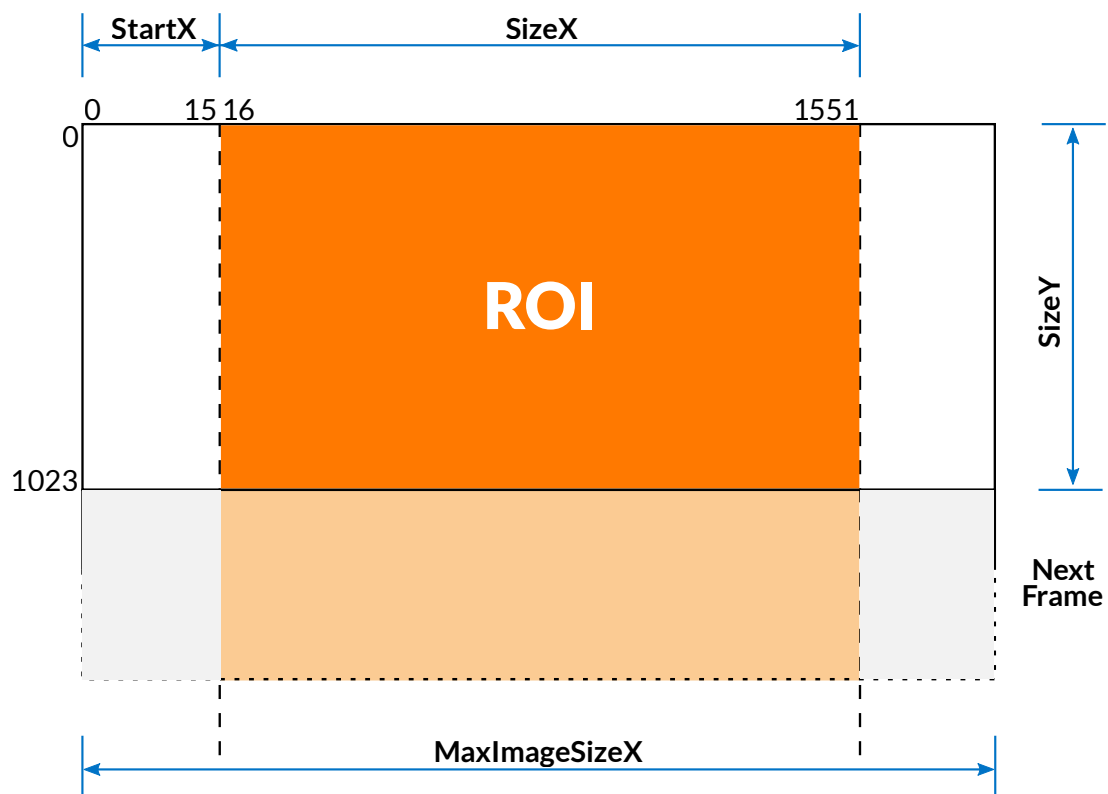 StartX
SizeX
0
15
16
1551
0
ROI
SizeY
1023
Next
Frame
MaxImageSizeX